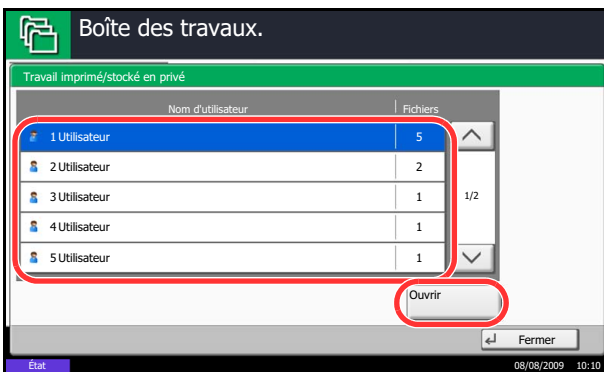 Boîte des travaux.
Travail imprimé/stocké en privé
Nom d'utilisateur Fichiers
1 Utilisateur 5
2 Utilisateur 2
3 Utilisateur 1 1/2
4 Utilisateur 1
5 Utilisateur 1
Ouvrir
Fermer
État 08/08/2009 10:10